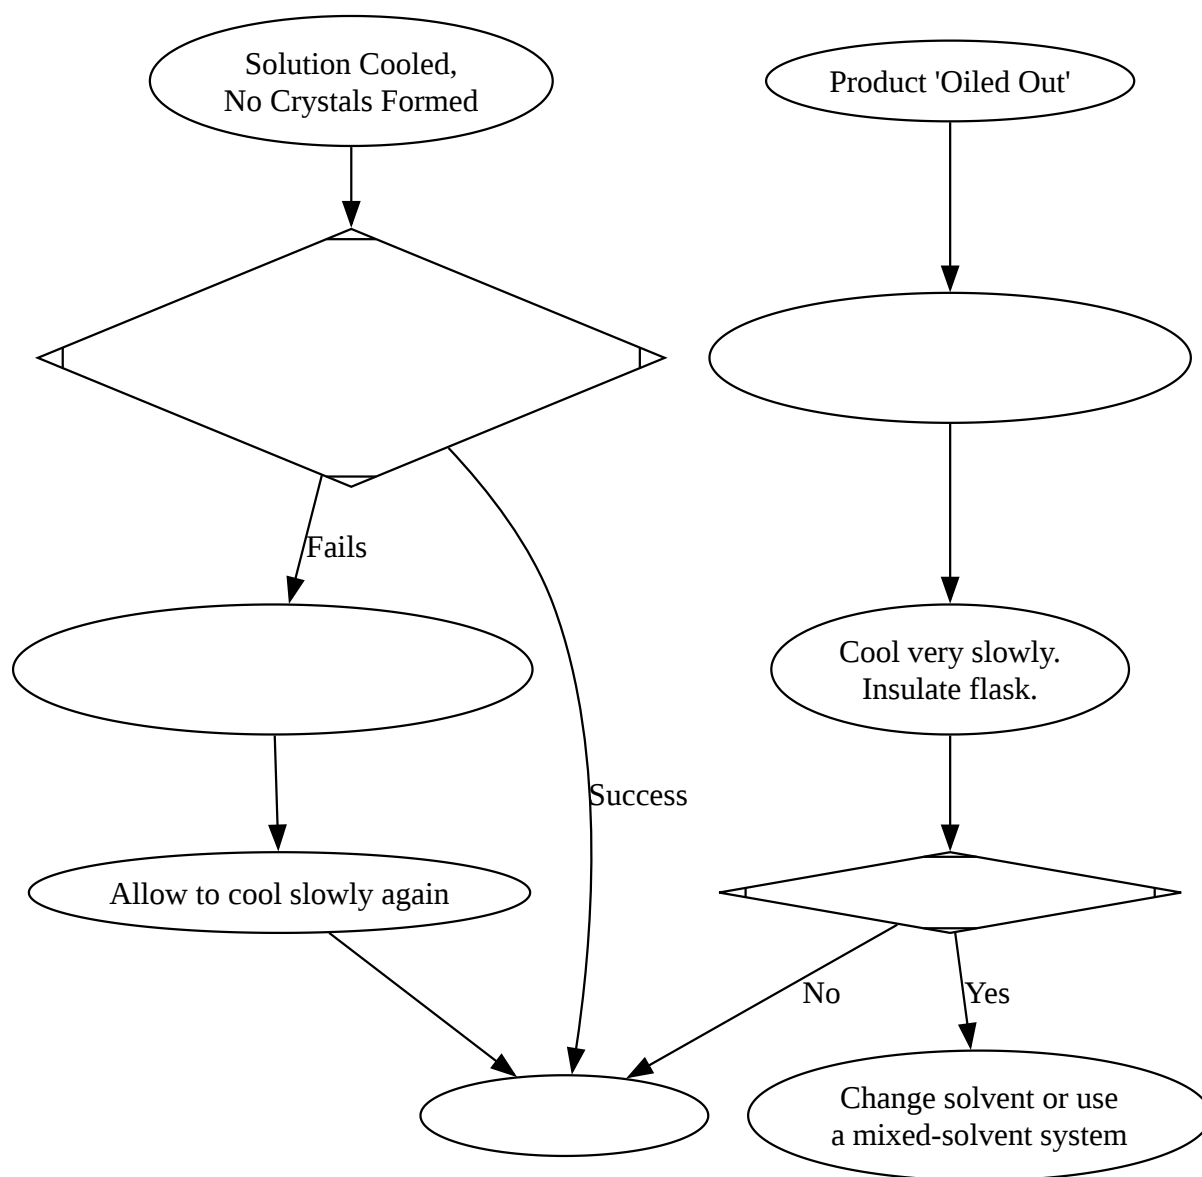 Solution Cooled,
No Crystals Formed
Product 'Oiled Out'
Fails
Cool very slowly.
Insulate flask.
Success
Allow to cool slowly again
No
Yes
Change solvent or use
a mixed-solvent system